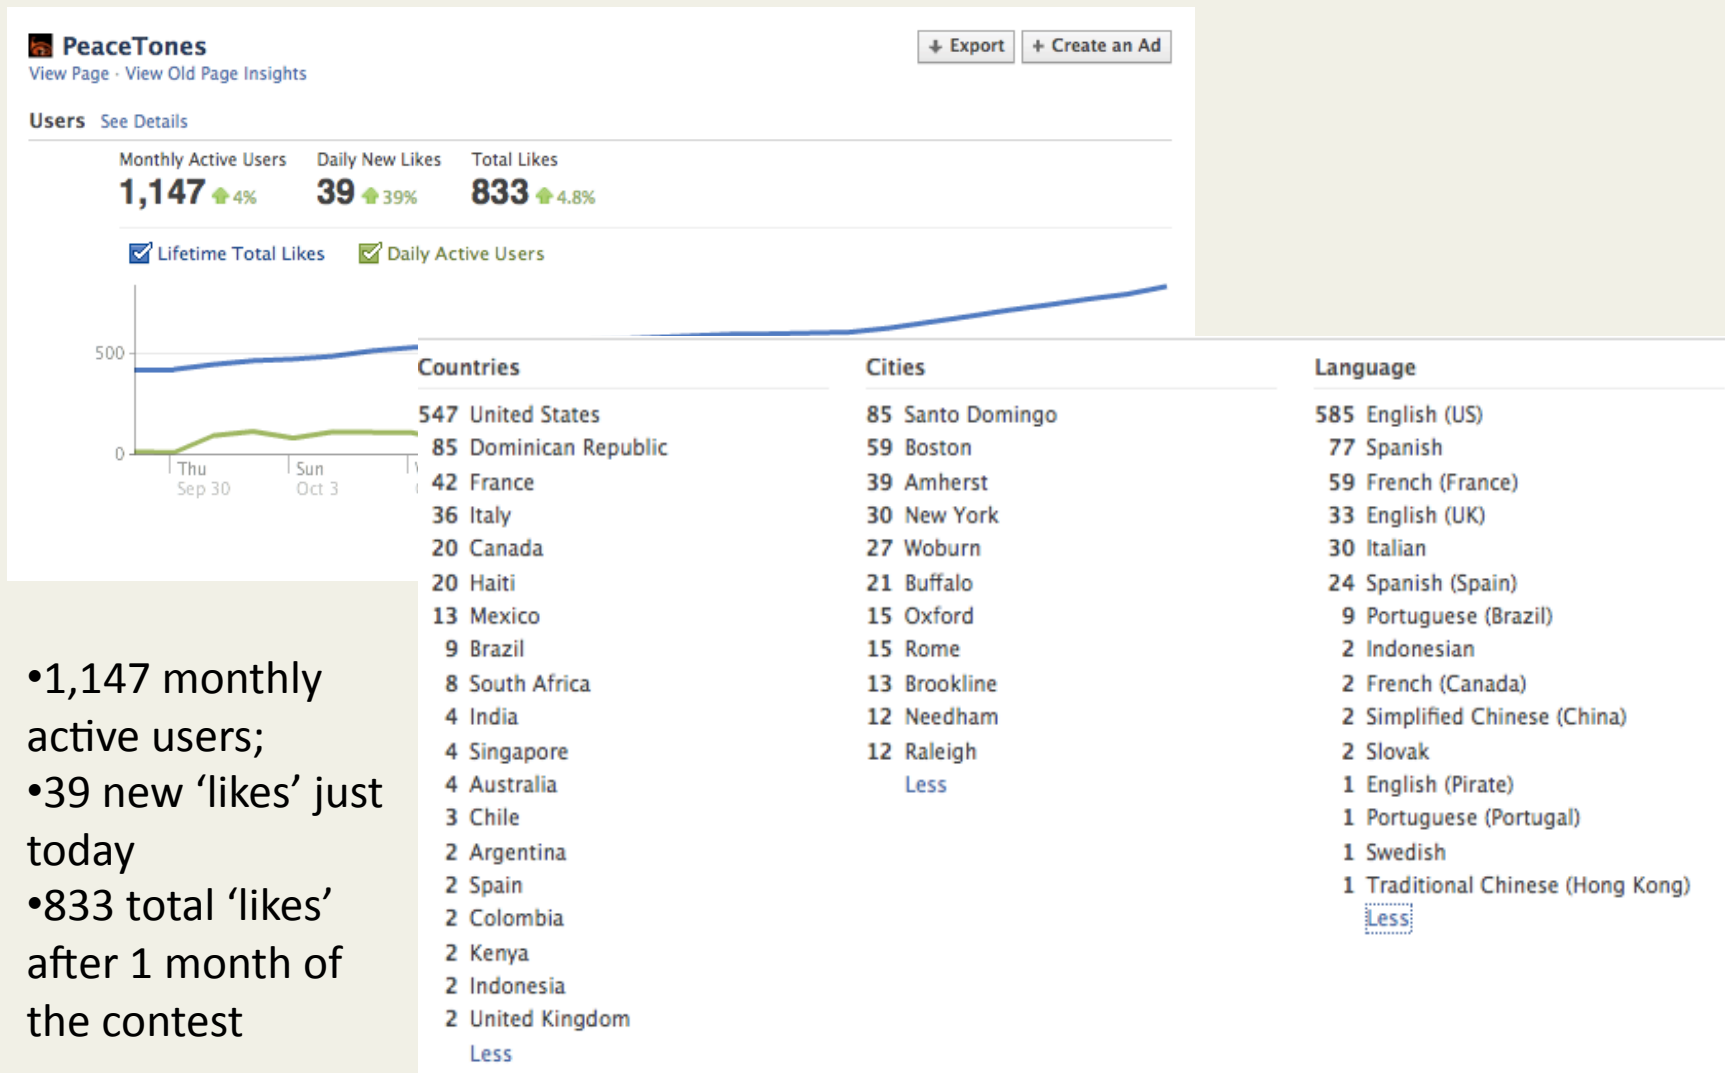 PeaceTones
Export
+ Create an Ad
View Page · View Old Page Insights
Users See Details
Monthly Active Users Daily New Likes Total Likes
1,147 4% 39 39% 833 4.8%
Lifetime Total Likes Daily Active Users
500
0
Thu Sun
Sep 30 Oct 3
Countries
547 United States
85 Dominican Republic
42 France
36 Italy
20 Canada
20 Haiti
13 Mexico
9 Brazil
8 South Africa
4 India
4 Singapore
4 Australia
3 Chile
2 Argentina
2 Spain
2 Colombia
2 Kenya
2 Indonesia
2 United Kingdom
Less
Cities
85 Santo Domingo
59 Boston
39 Amherst
30 New York
27 Woburn
21 Buffalo
15 Oxford
15 Rome
13 Brookline
12 Needham
12 Raleigh
Less
Language
585 English (US)
77 Spanish
59 French (France)
33 English (UK)
30 Italian
24 Spanish (Spain)
9 Portuguese (Brazil)
2 Indonesian
2 French (Canada)
2 Simplified Chinese (China)
2 Slovak
1 English (Pirate)
1 Portuguese (Portugal)
1 Swedish
1 Traditional Chinese (Hong Kong)
Less
•1,147 monthly
active users;
•39 new ‘likes’ just
today
•833 total ‘likes’
after 1 month of
the contest